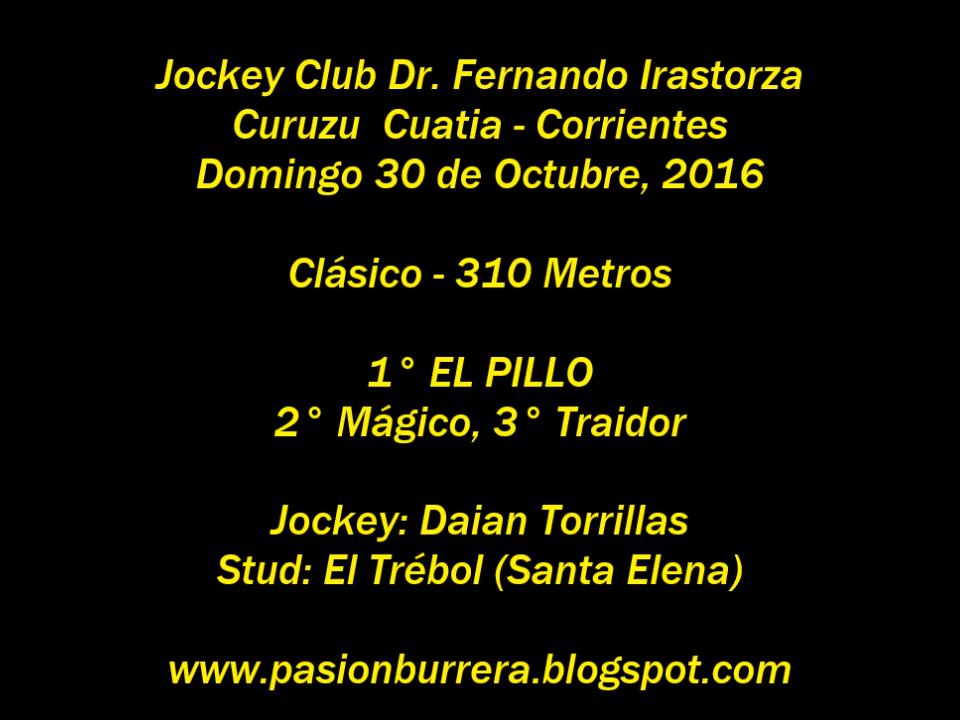 Jockey Club Dr. Fernando Irastorza
Curuzu Cuatia - Corrientes
Domingo 30 de Octubre, 2016
Clásico - 310 Metros
1° EL PILLO
2° Mágico, 3° Traidor
Jockey: Daian Torrillas
Stud: El Trébol (Santa Elena)
www.pasionburrera.blogspot.com